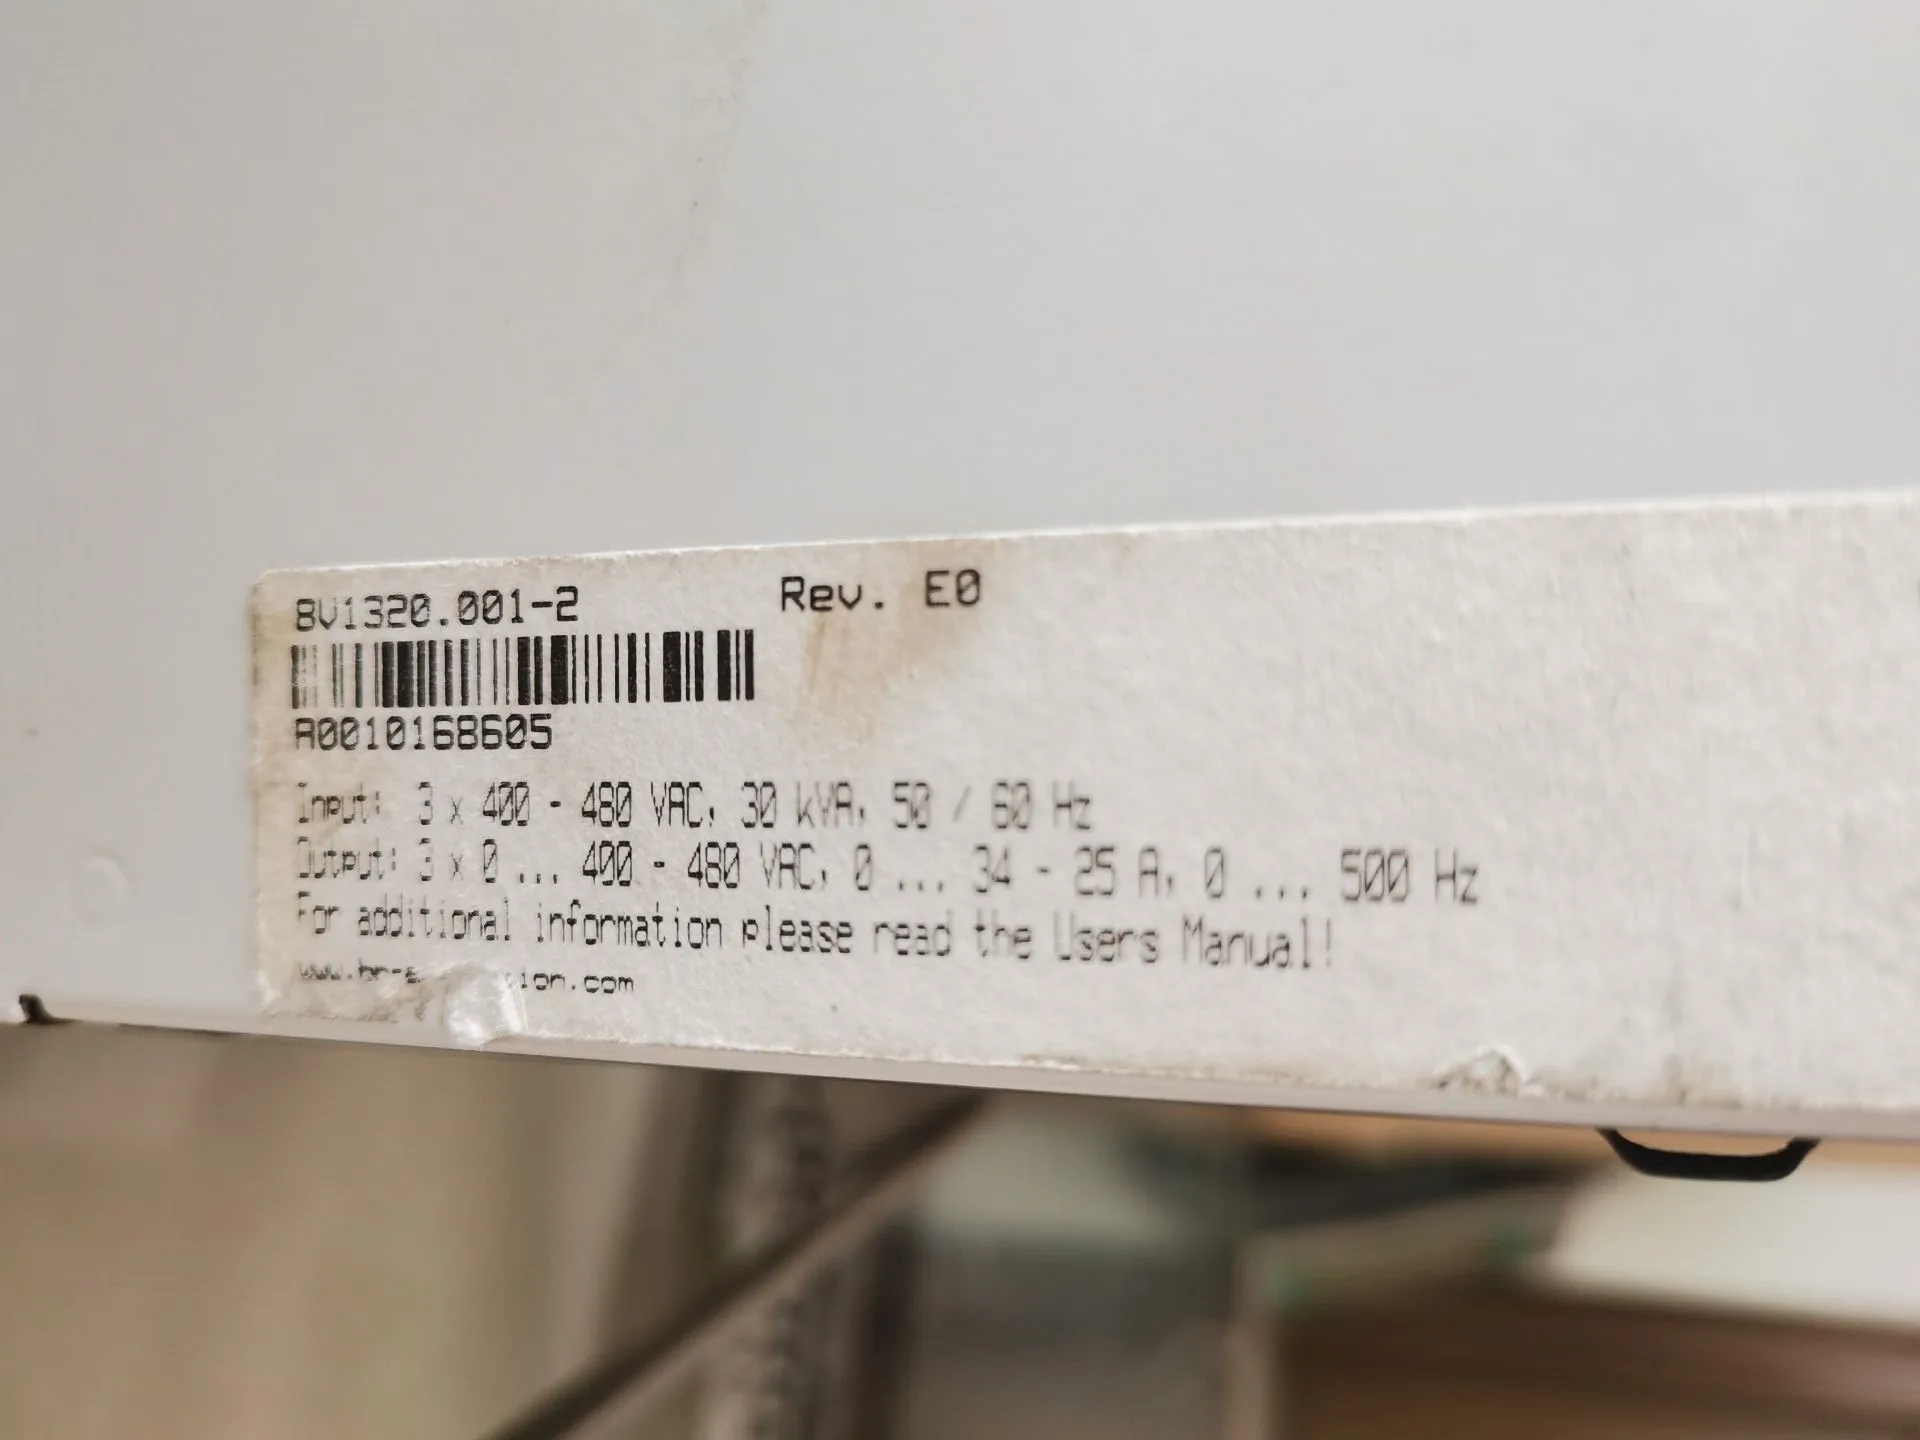 8V1320.001-2 Rev. E0
A0010168605
Input: 3 x 400 - 480 VAC, 30 kVA, 50 / 60 Hz
Output: 3 x 0 ... 400 - 480 VAC, 0 ... 34 - 25 A, 0 ... 500 Hz
For additional information please read the Users Manual!